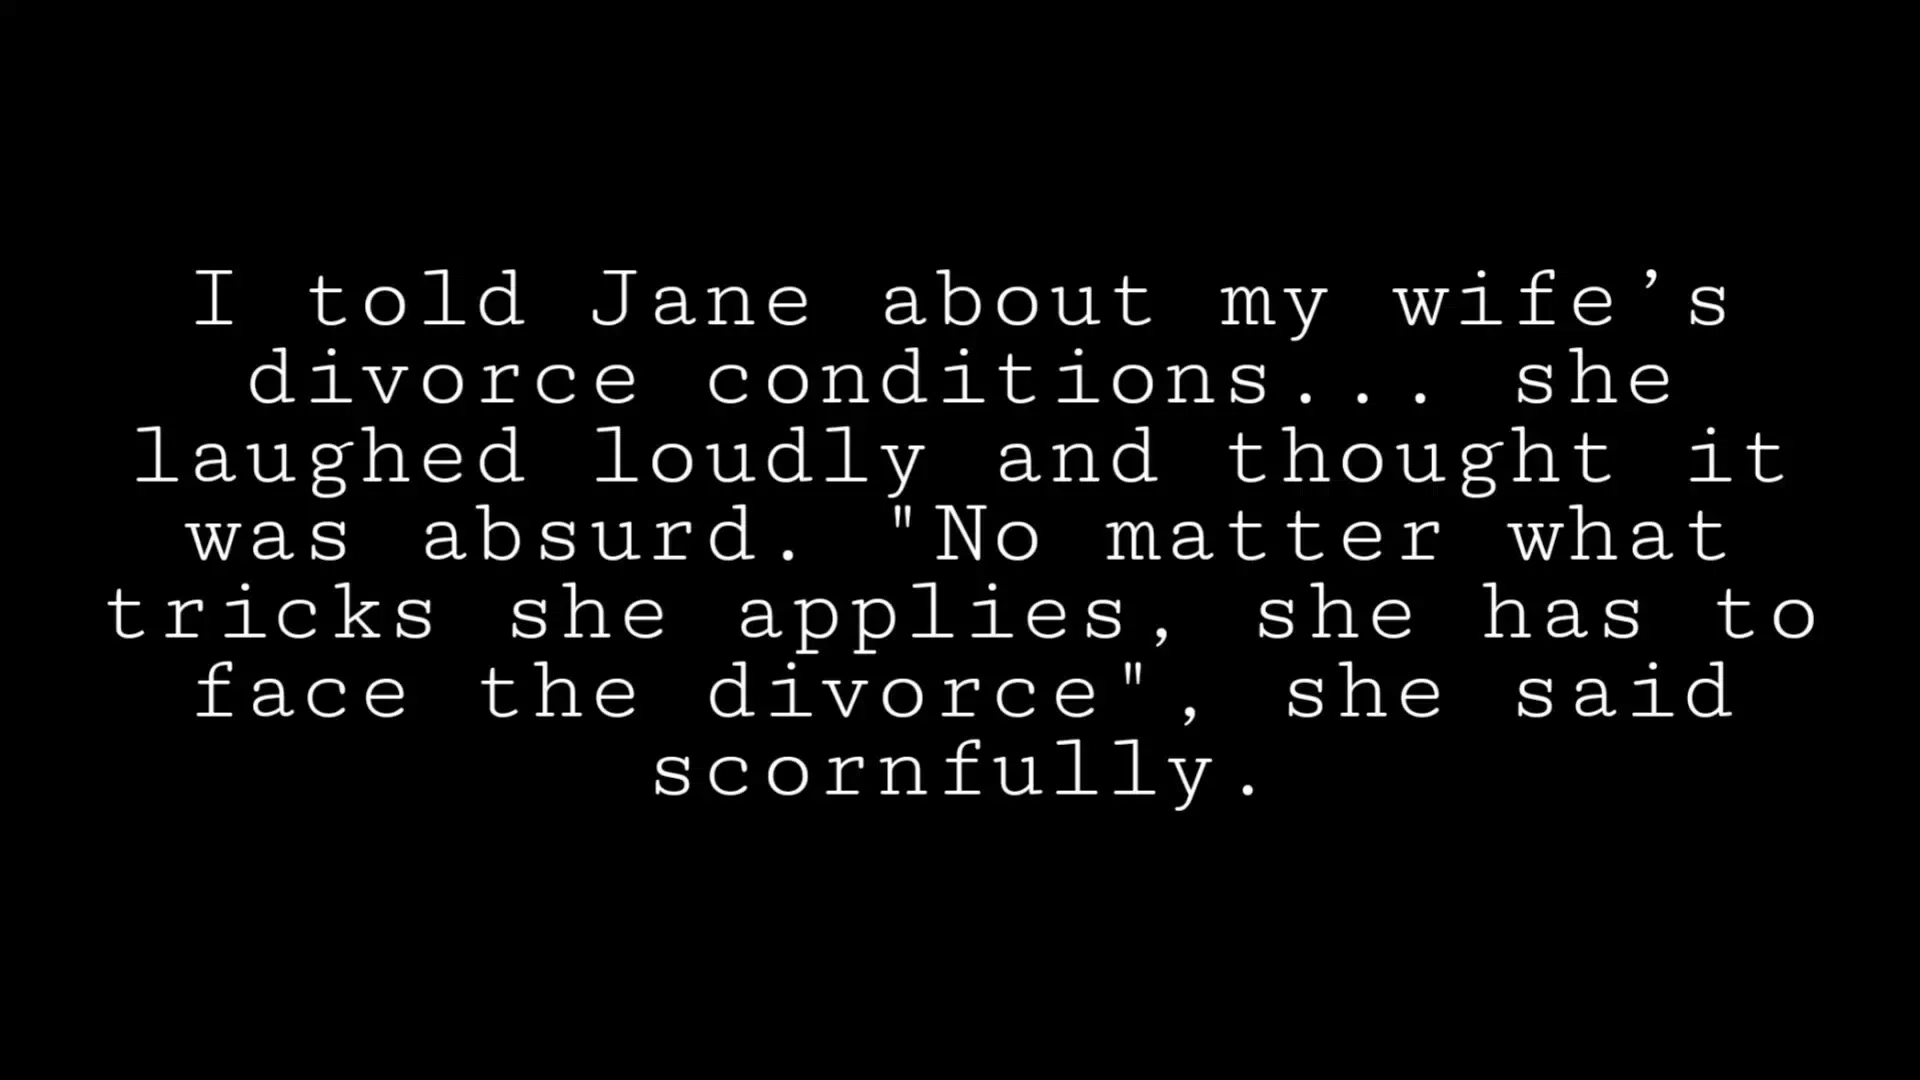 I told Jane about my wife’s
divorce conditions... she
laughed loudly and thought it
was absurd. "No matter what
tricks she applies, she has to
face the divorce", she said
scornfully.